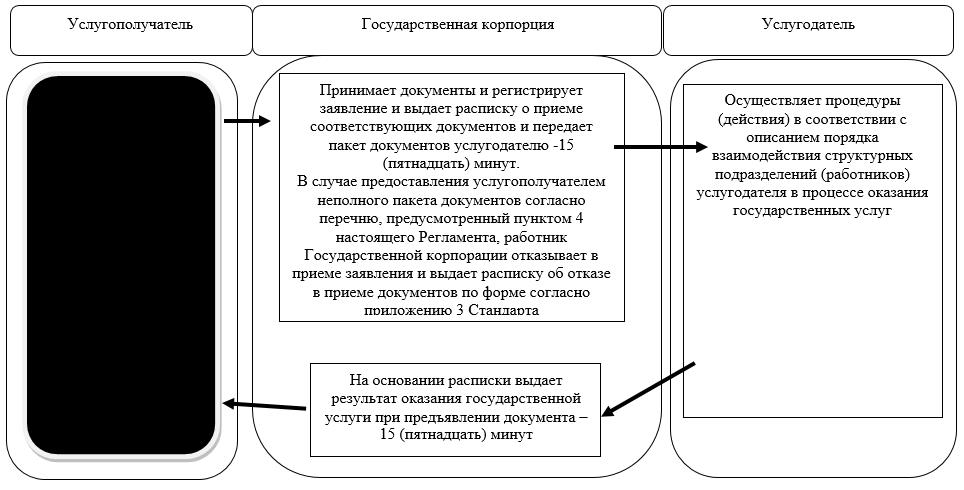 Услугополучатель
Государственная корпорция
Услугодатель
Принимает документы и регистрирует
заявление и выдает расписку о приеме
соответствующих документов и передает
пакет документов услугодателю -15
(пятнадцать) минут.
В случае предоставления услугополучателем
неполного пакета документов согласно
перечню, предусмотренный пунктом 4
настоящего Регламента, работник
Государственной корпорации отказывает в
приеме заявления и выдает расписку об отказе
в приеме документов по форме согласно
приложению 3 Стандарта
Осуществляет процедуры
(действия) в соответствии с
описанием порядка
взаимодействия структурных
подразделений (работников)
услугодателя в процессе оказания
государственных услуг
На основании расписки выдает
результат оказания государственной
услуги при предъявлении документа –
15 (пятнадцать) минут